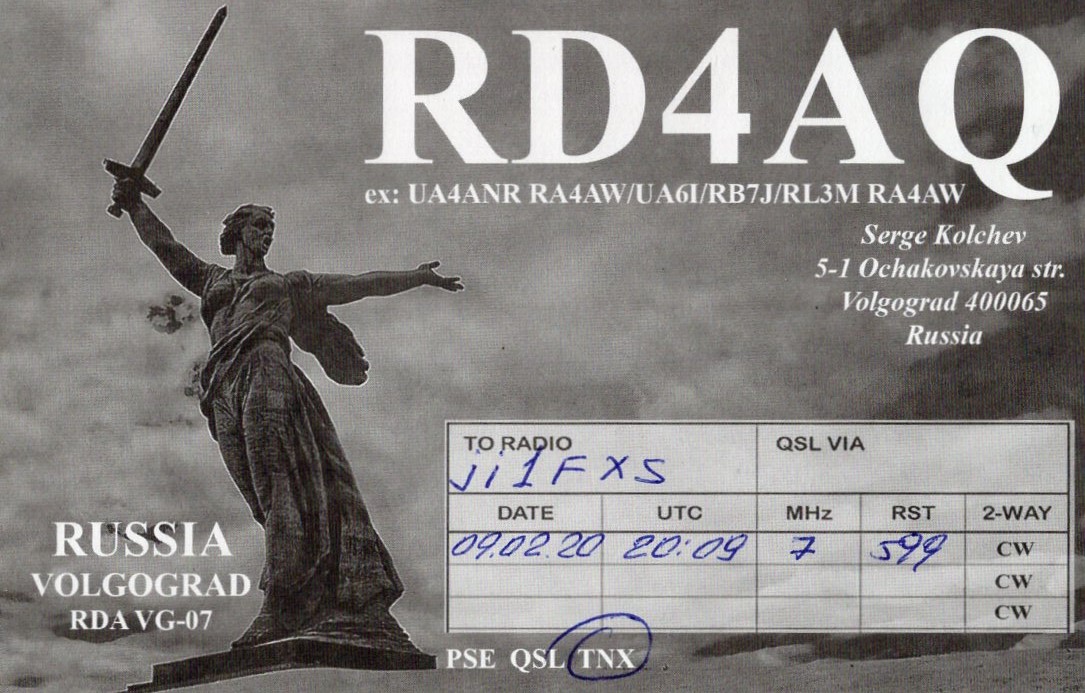 RD4AQ
ex: UA4ANR RA4AW/UA6I/RB7J/RL3M RA4AW
Serge Kolchev
5-1 Ochakovskaya str.
Volgograd 400065
Russia
TO RADIO QSL VIA
ji1FXS
DATE UTC MHz RST 2-WAY
09.02.20 20:09 7 599 CW
CW
CW
RUSSIA
VOLGOGRAD
RDA VG-07
PSE QSL TNX